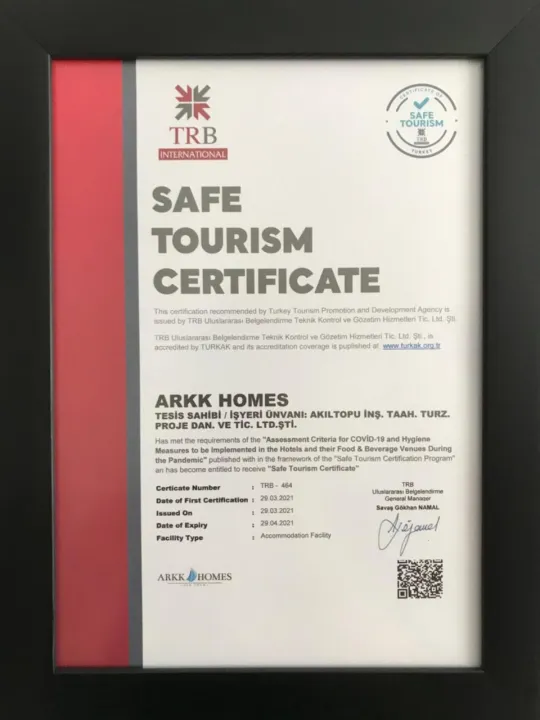 TRB
INTERNATIONAL
CERTIFICATE OF
SAFE
TOURISM
TRB
TURKEY
SAFE
TOURISM
CERTIFICATE
This certification recommended by Turkey Tourism Promotion and Development Agency is
issued by TRB Uluslararası Belgelendirme Teknik Kontrol ve Gözetim Hizmetleri Tic. Ltd. Şti.
TRB Uluslararası Belgelendirme Teknik Kontrol ve Gözetim Hizmetleri Tic. Ltd. Şti., is
accredited by TURKAK and its accreditation coverage is puplished at www.turkak.org.tr
ARKK HOMES
TESİS SAHİBİ / İŞYERİ ÜNVANI: AKILTOPU İNŞ. TAAH. TURZ.
PROJE DAN. VE TİC. LTD.ŞTİ.
Has met the requirements of the "Assessment Criteria for COVİD-19 and Hygiene
Measures to be Implemented in the Hotels and their Food & Beverage Venues During
the Pandemic" published with in the framework of the "Safe Tourism Certification Program"
an has become entitled to receive "Safe Tourism Certificate"
Certicate Number : TRB - 464
Date of First Certification : 29.03.2021
Issued On : 29.03.2021
Date of Expiry : 29.04.2021
Facility Type : Accommodation Facility
TRB
Uluslararası Belgelendirme
General Manager
Savaş Gökhan NAMAL
ARKK HOMES